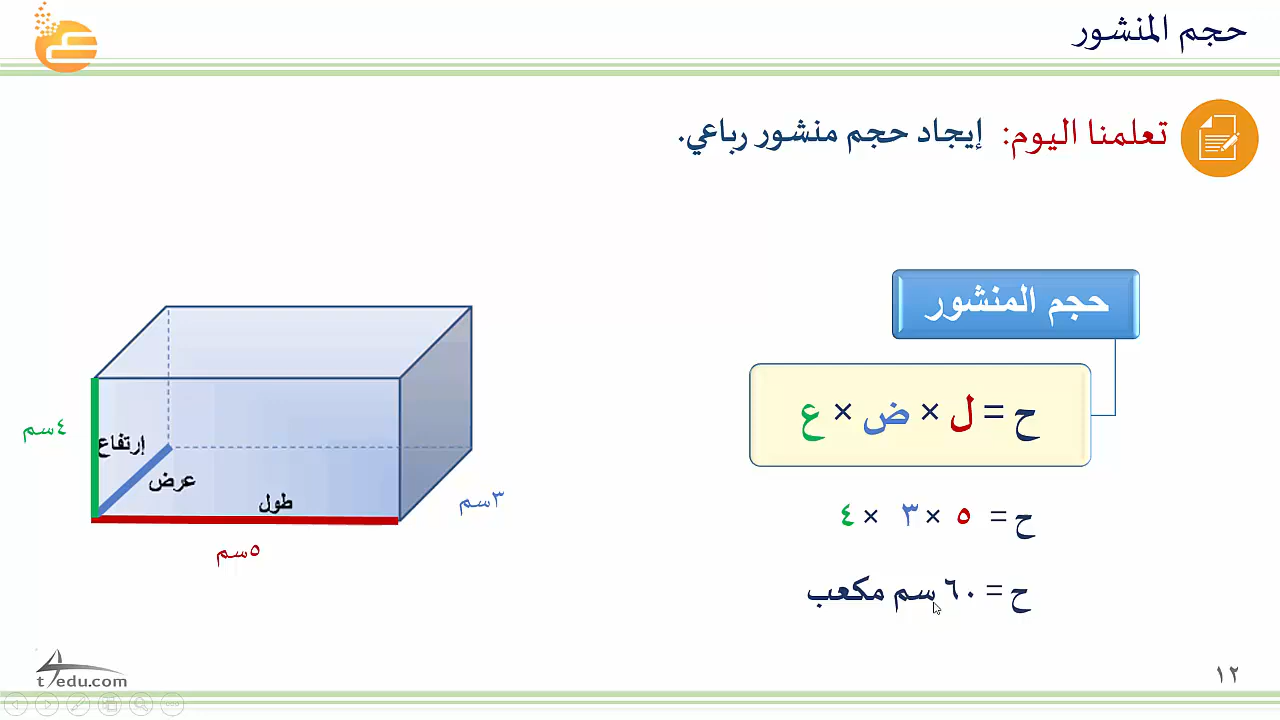 حجم المنشور
تعلمنا اليوم: إيجاد حجم منشور رباعي.
حجم المنشور
ح = ل × ض × ع
ح = ٥ × ٣ × ٤
ح = ٦٠ سم مكعب
٤سم
إرتفاع
عرض
طول
٣سم
٥سم
t4edu.com
١٢